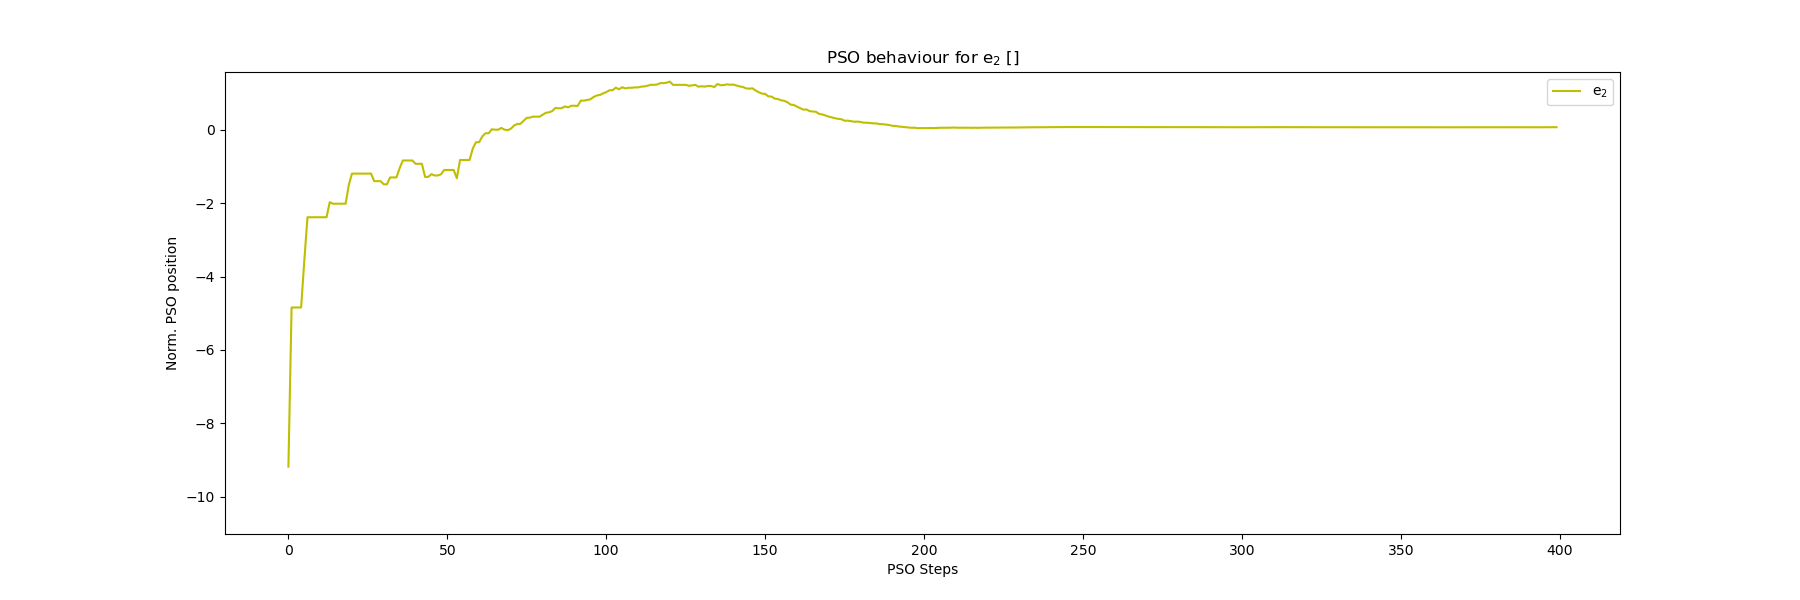 PSO behaviour for e₂ []
e₂
Norm. PSO position
0
−2
−4
−6
−8
−10
0 50 100 150 200 250 300 350 400
PSO Steps